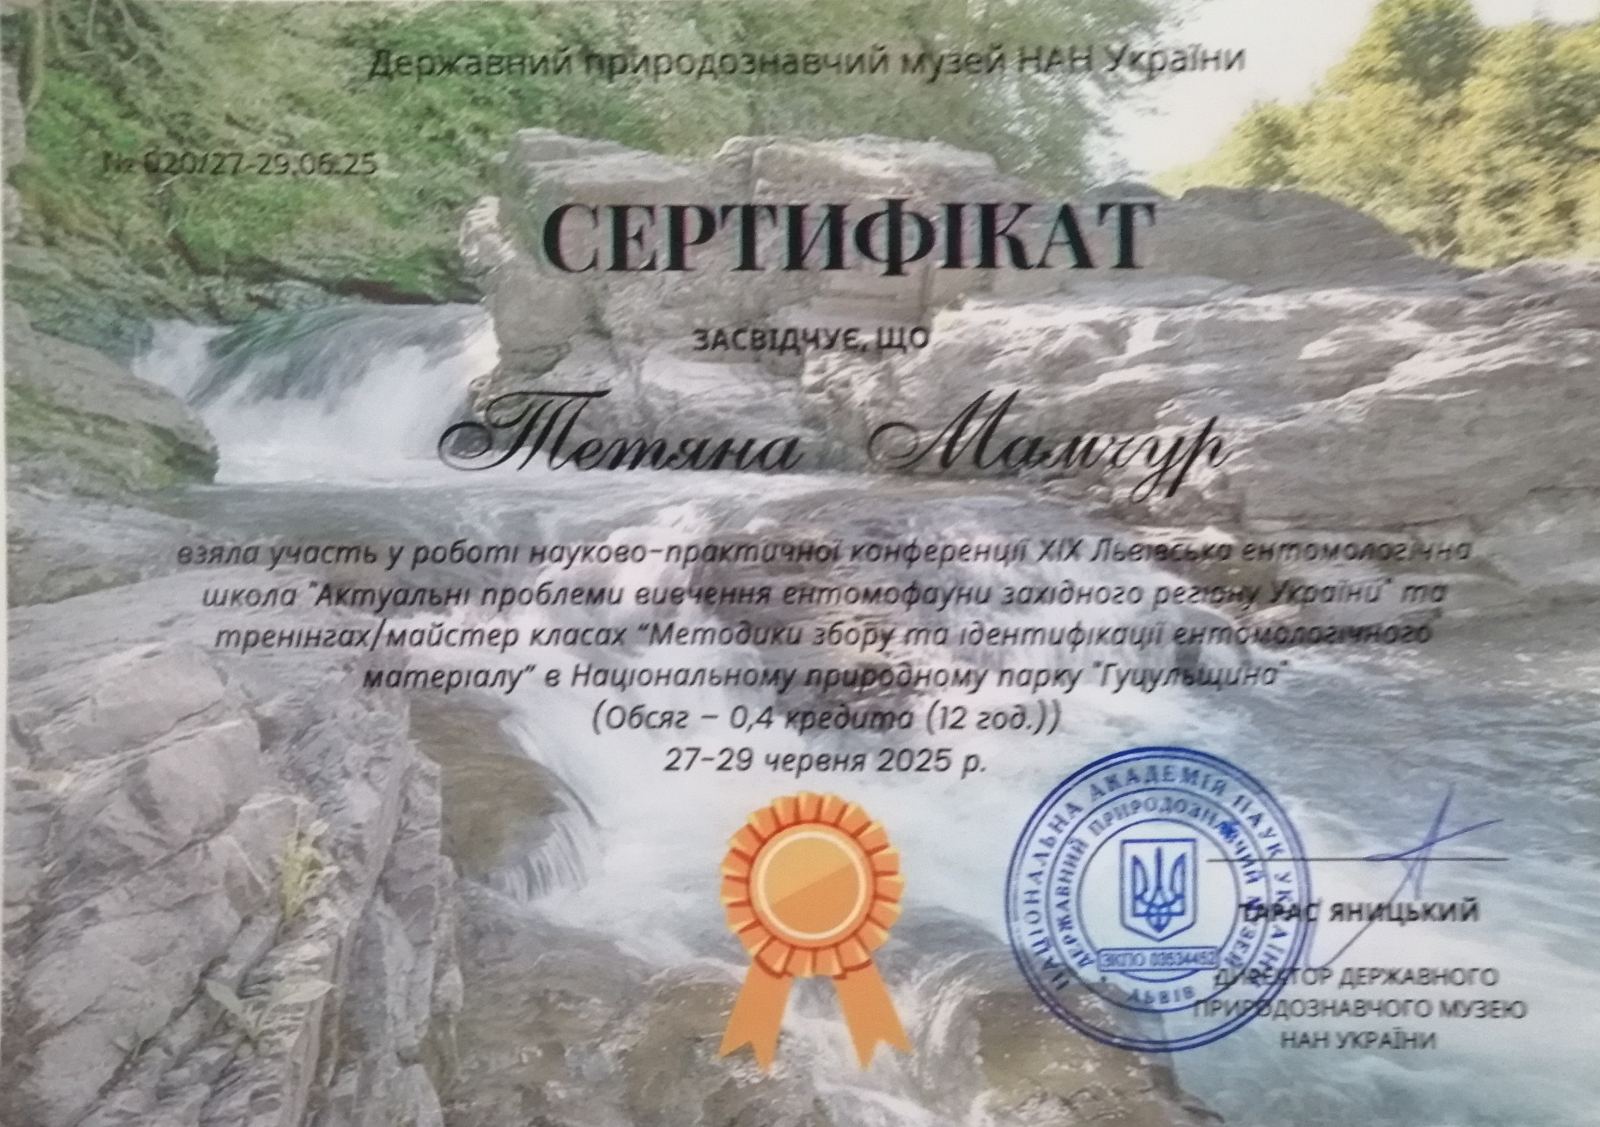 Державний природознавчий музей НАН України
№ 020/27-29.06.25
СЕРТИФІКАТ
ЗАСВІДЧУЄ, ЩО
Тетяна Мамчур
взяла участь у роботі науково-практичної конференції XIX Львівська ентомологічна
школа "Актуальні проблеми вивчення ентомофауни західного регіону України" та
тренінгах/майстер класах "Методики збору та ідентифікації ентомологічного
матеріалу” в Національному природному парку "Гуцульщина"
(Обсяг – 0,4 кредита (12 год.))
27-29 червня 2025 р.
НАЦІОНАЛЬНА АКАДЕМІЯ НАУК УКРАЇНИ
ДЕРЖАВНИЙ ПРИРОДОЗНАВЧИЙ МУЗЕЙ
ЗКПО 03534452
ЛЬВІВ
ТАРАС ЯНИЦЬКИЙ
ДИРЕКТОР ДЕРЖАВНОГО
ПРИРОДОЗНАВЧОГО МУЗЕЮ
НАН УКРАЇНИ